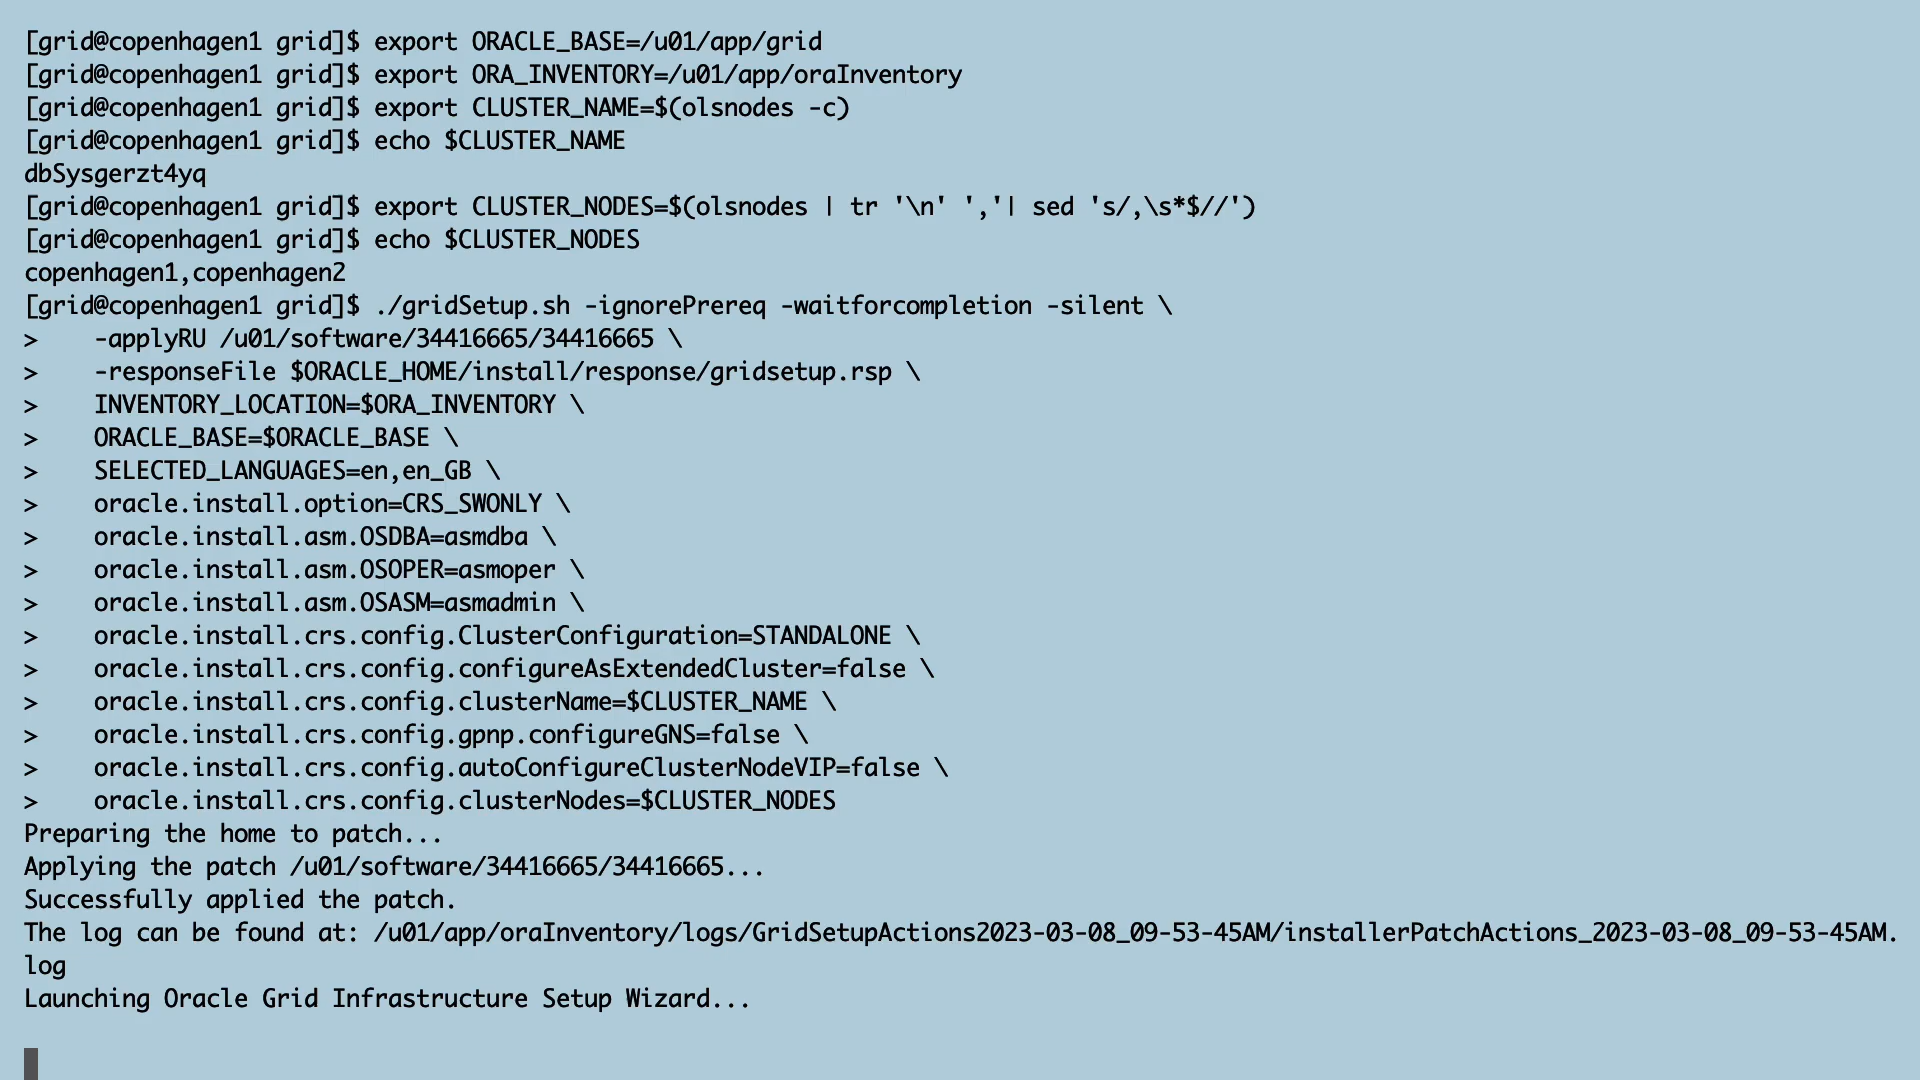 [grid@copenhagen1 grid]$ export ORACLE_BASE=/u01/app/grid
[grid@copenhagen1 grid]$ export ORA_INVENTORY=/u01/app/oraInventory
[grid@copenhagen1 grid]$ export CLUSTER_NAME=$(olsnodes -c)
[grid@copenhagen1 grid]$ echo $CLUSTER_NAME
dbSysgerzt4yq
[grid@copenhagen1 grid]$ export CLUSTER_NODES=$(olsnodes | tr '\n' ','| sed 's/,\s*$//')
[grid@copenhagen1 grid]$ echo $CLUSTER_NODES
copenhagen1,copenhagen2
[grid@copenhagen1 grid]$ ./gridSetup.sh -ignorePrereq -waitforcompletion -silent \
>    -applyRU /u01/software/34416665/34416665 \
>    -responseFile $ORACLE_HOME/install/response/gridsetup.rsp \
>    INVENTORY_LOCATION=$ORA_INVENTORY \
>    ORACLE_BASE=$ORACLE_BASE \
>    SELECTED_LANGUAGES=en,en_GB \
>    oracle.install.option=CRS_SWONLY \
>    oracle.install.asm.OSDBA=asmdba \
>    oracle.install.asm.OSOPER=asmoper \
>    oracle.install.asm.OSASM=asmadmin \
>    oracle.install.crs.config.ClusterConfiguration=STANDALONE \
>    oracle.install.crs.config.configureAsExtendedCluster=false \
>    oracle.install.crs.config.clusterName=$CLUSTER_NAME \
>    oracle.install.crs.config.gpnp.configureGNS=false \
>    oracle.install.crs.config.autoConfigureClusterNodeVIP=false \
>    oracle.install.crs.config.clusterNodes=$CLUSTER_NODES
Preparing the home to patch...
Applying the patch /u01/software/34416665/34416665...
Successfully applied the patch.
The log can be found at: /u01/app/oraInventory/logs/GridSetupActions2023-03-08_09-53-45AM/installerPatchActions_2023-03-08_09-53-45AM.
log
Launching Oracle Grid Infrastructure Setup Wizard...